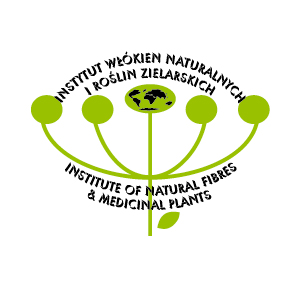 INSTYTUT WŁÓKIEN NATURALNYCH
I ROŚLIN ZIELARSKICH
INSTITUTE OF NATURAL FIBRES
& MEDICINAL PLANTS